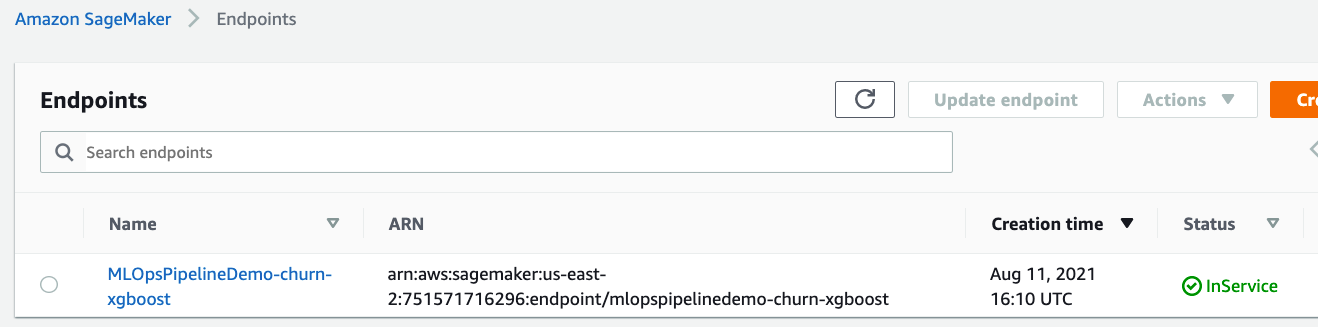 Amazon SageMaker > Endpoints
Endpoints
Update endpoint
Actions
Search endpoints
Name
ARN
Creation time
Status
MLOpsPipelineDemo-churn-
xgboost
arn:aws:sagemaker:us-east-
2:751571716296:endpoint/mlopspipelinedemo-churn-xgboost
Aug 11, 2021
16:10 UTC
InService